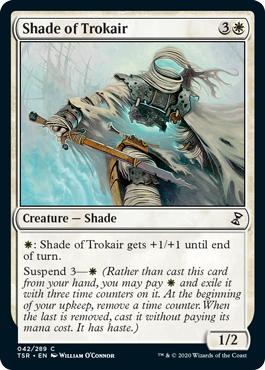 Shade of Trokair 3
Creature — Shade
: Shade of Trokair gets +1/+1 until end
of turn.
Suspend 3— (Rather than cast this card
from your hand, you may pay and exile it
with three time counters on it. At the beginning
of your upkeep, remove a time counter. When
the last is removed, cast it without paying its
mana cost. It has haste.)
1/2
042/289 C
TSR • EN WILLIAM O'CONNOR ™ & © 2020 Wizards of the Coast